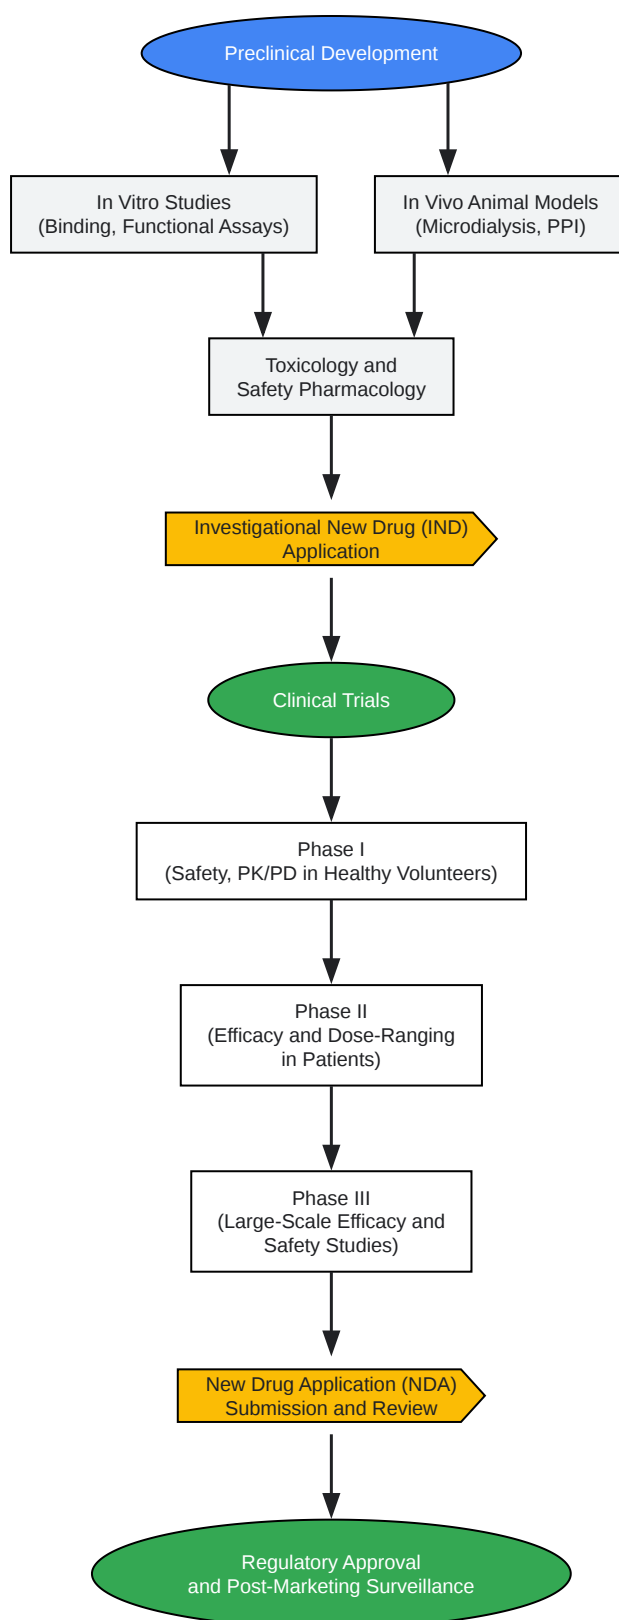 Preclinical Development
In Vitro Studies
(Binding, Functional Assays)
In Vivo Animal Models
(Microdialysis, PPI)
Toxicology and
Safety Pharmacology
Investigational New Drug (IND)
Application
Clinical Trials
Phase I
(Safety, PK/PD in Healthy Volunteers)
Phase II
(Efficacy and Dose-Ranging
in Patients)
Phase III
(Large-Scale Efficacy and
Safety Studies)
New Drug Application (NDA)
Submission and Review
Regulatory Approval
and Post-Marketing Surveillance